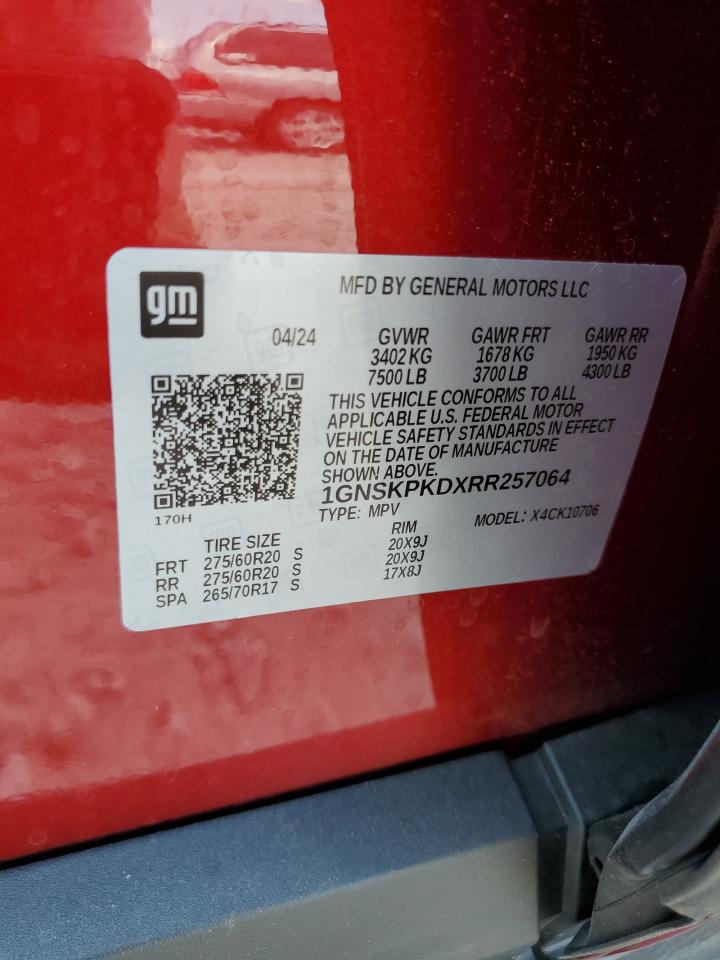 gm
MFD BY GENERAL MOTORS LLC
04/24 GVWR GAWR FRT GAWR RR
3402 KG 1678 KG 1950 KG
7500 LB 3700 LB 4300 LB
THIS VEHICLE CONFORMS TO ALL
APPLICABLE U.S. FEDERAL MOTOR
VEHICLE SAFETY STANDARDS IN EFFECT
ON THE DATE OF MANUFACTURE
SHOWN ABOVE.
1GNSKPKDXRR257064
170H
TYPE: MPV MODEL: X4CK10706
TIRE SIZE RIM
FRT 275/60R20 S 20X9J
RR 275/60R20 S 20X9J
SPA 265/70R17 S 17X8J